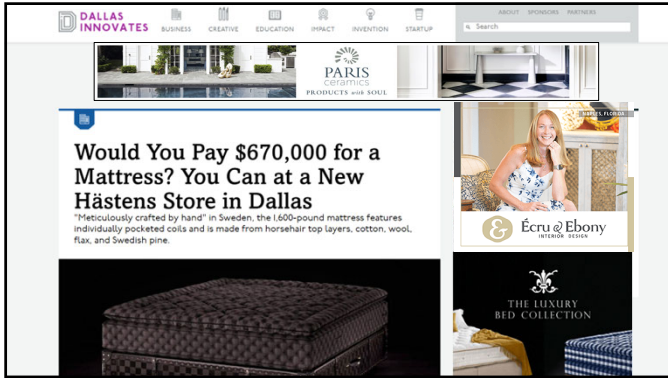 DALLAS
INNOVATES
BUSINESS
CREATIVE
EDUCATION
IMPACT
INVENTION
STARTUP
ABOUT SPONSORS PARTNERS
Search
PARIS
ceramics
PRODUCTS with SOUL
Would You Pay $670,000 for a
Mattress? You Can at a New
Hästens Store in Dallas
"Meticulously crafted by hand" in Sweden, the 1,600-pound mattress features
individually pocketed coils and is made from horsehair top layers, cotton, wool,
flax, and Swedish pine.
NAPLES, FLORIDA
&
Écru & Ebony
INTERIOR DESIGN
THE LUXURY
BED COLLECTION